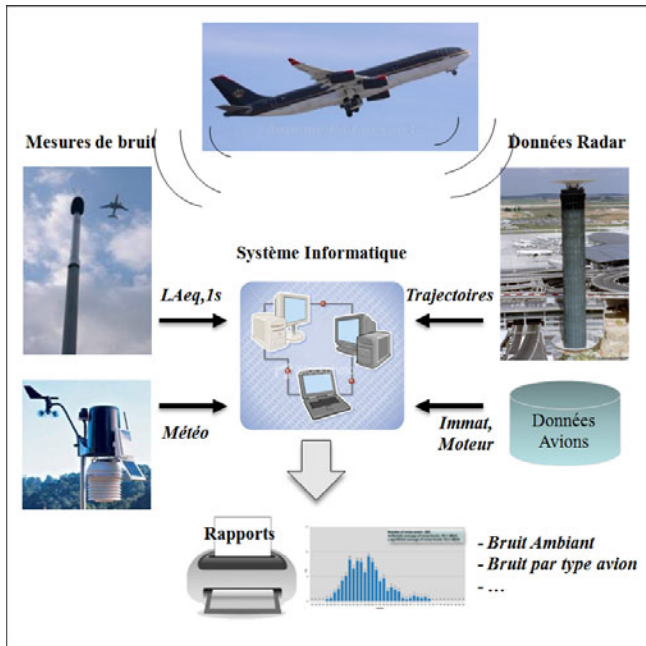 Mesures de bruit
Données Radar
Système Informatique
LAeq,1s
Trajectoires
Météo
Immat,
Moteur
Données
Avions
Rapports
- Bruit Ambiant
- Bruit par type avion
- ...